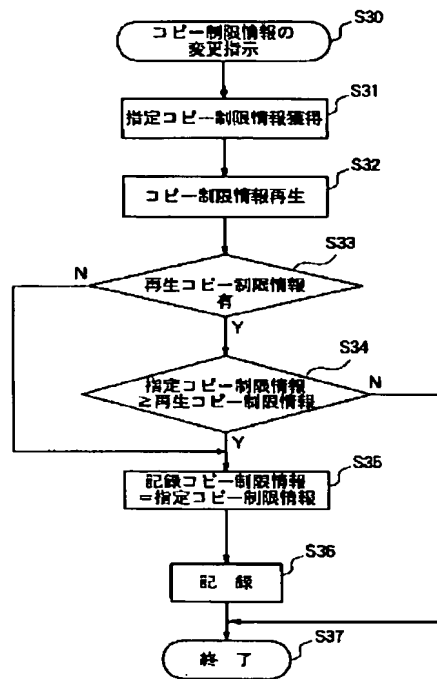 S30
コピー制限情報の
変更指示
S31
指定コピー制限情報獲得
S32
コピー制限情報再生
S33
N
再生コピー制限情報
有
Y
S34
指定コピー制限情報
≧再生コピー制限情報
N
Y
S35
記録コピー制限情報
=指定コピー制限情報
S36
記 録
S37
終 了